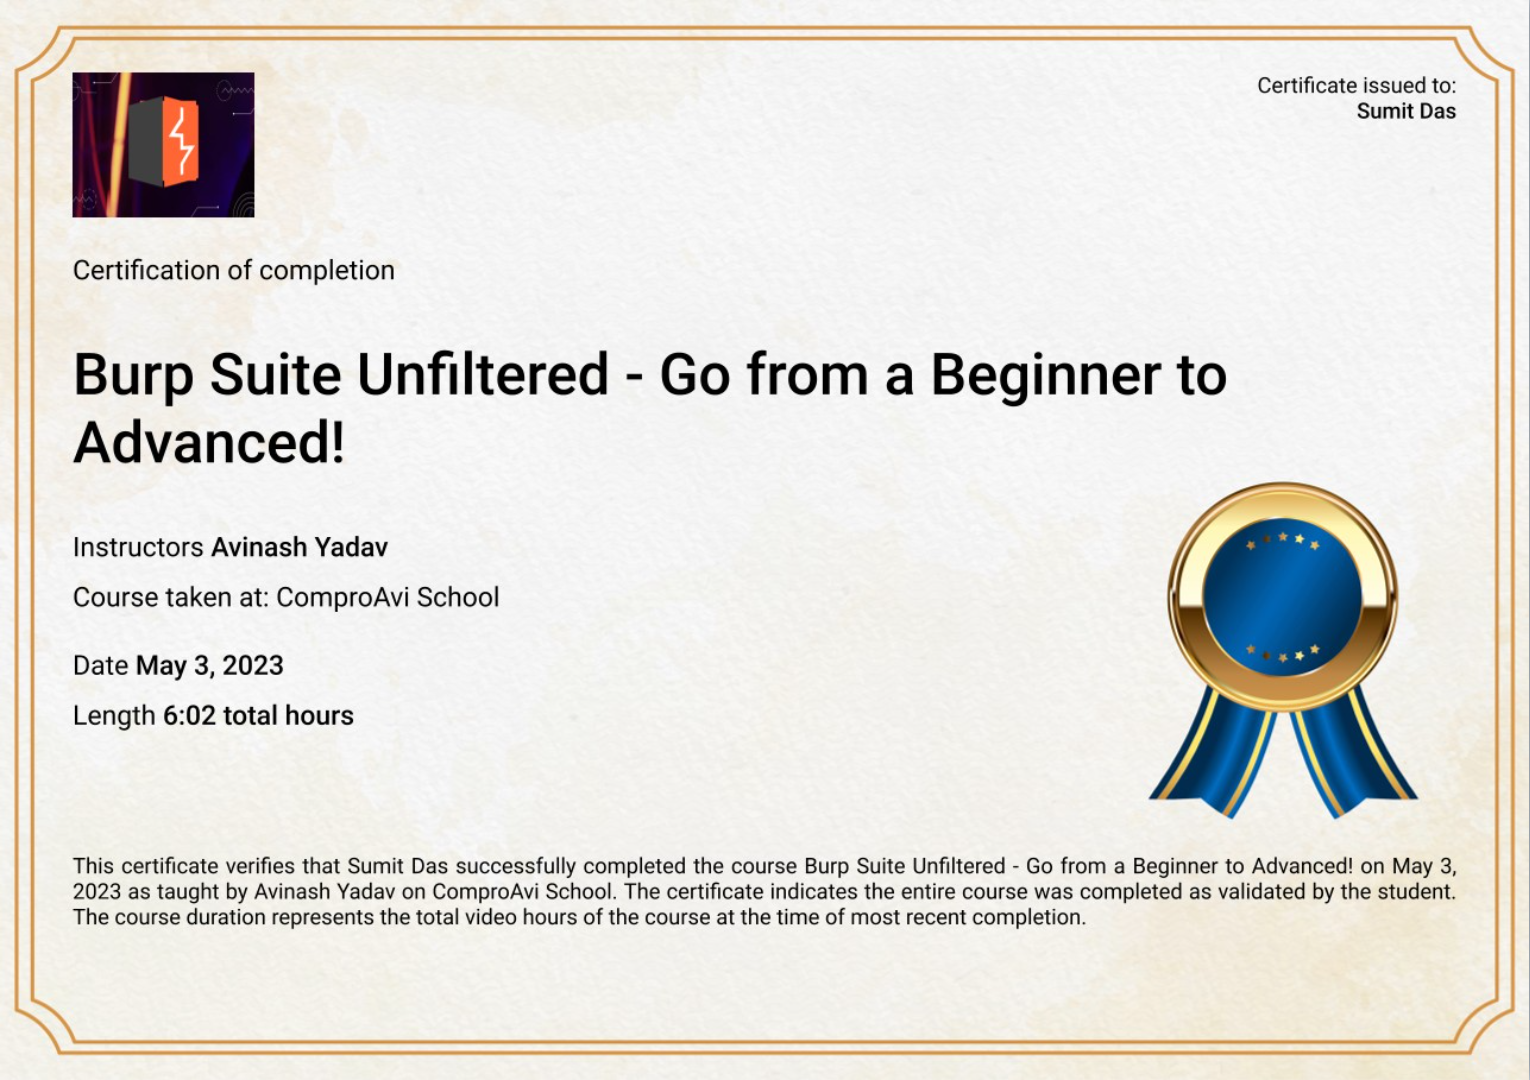 Certificate issued to:
Sumit Das
Certification of completion
Burp Suite Unfiltered - Go from a Beginner to
Advanced!
Instructors Avinash Yadav
Course taken at: ComproAvi School
Date May 3, 2023
Length 6:02 total hours
This certificate verifies that Sumit Das successfully completed the course Burp Suite Unfiltered - Go from a Beginner to Advanced! on May 3,
2023 as taught by Avinash Yadav on ComproAvi School. The certificate indicates the entire course was completed as validated by the student.
The course duration represents the total video hours of the course at the time of most recent completion.